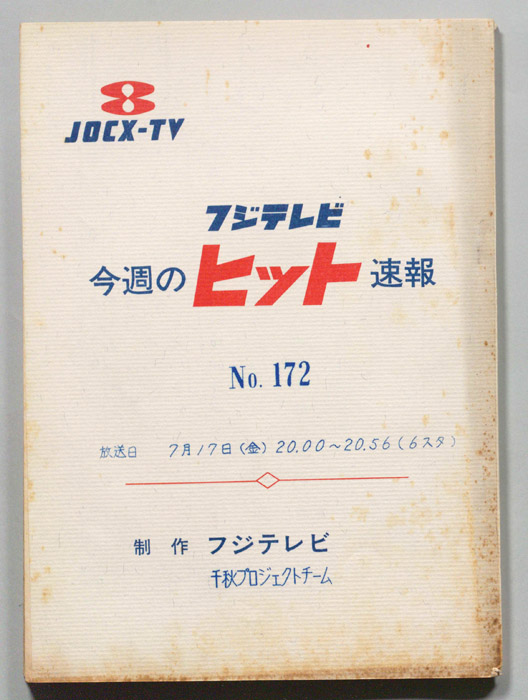 8
JOCX-TV
フジテレビ
今週のヒット速報
No. 172
放送日 7月17日(金) 20.00~20.56(6スタ)
制作 フジテレビ
千秋プロジェクトチーム